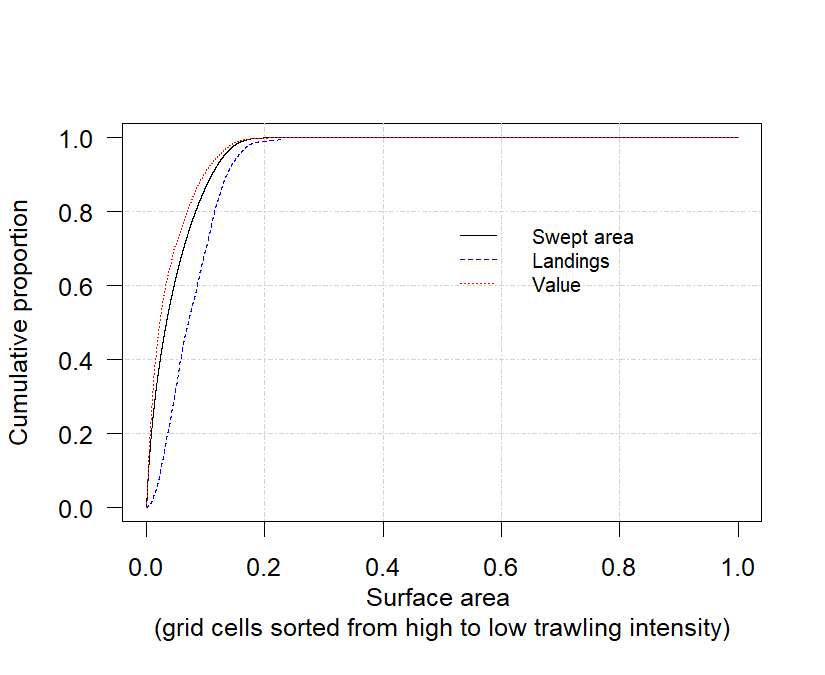 Cumulative proportion
1.0
0.8
0.6
0.4
0.2
0.0
Swept area
Landings
Value
0.0 0.2 0.4 0.6 0.8 1.0
Surface area
(grid cells sorted from high to low trawling intensity)